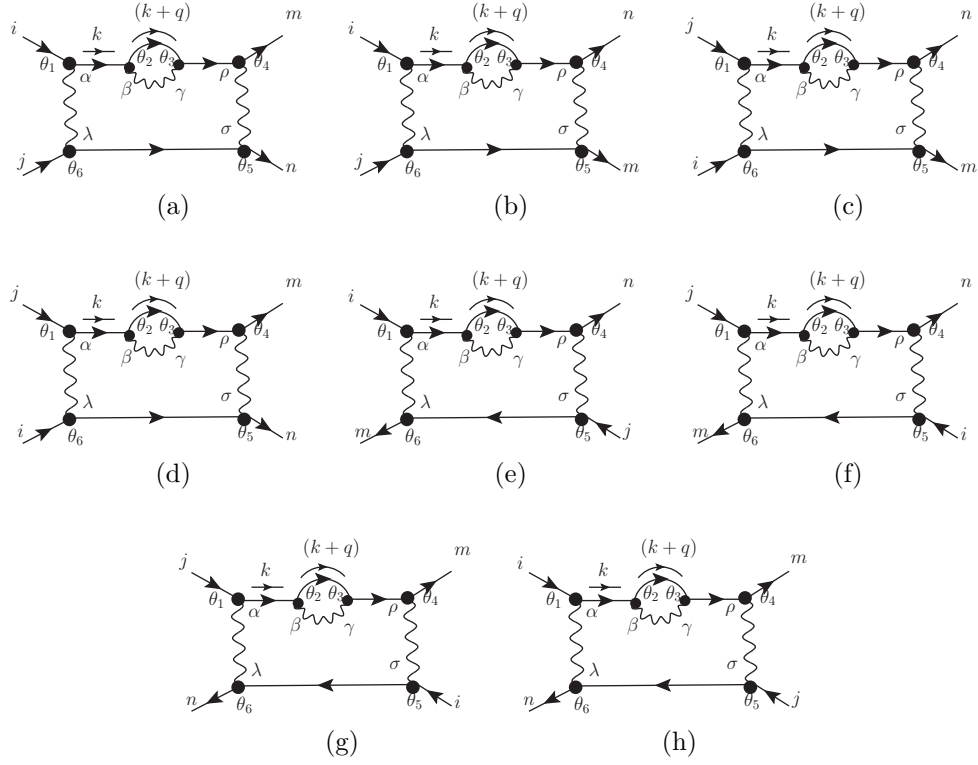 i (k + q) m
k
θ₁ α θ₂ θ₃ ρ θ₄
β γ
λ σ
j θ₆ θ₅ n
(a)
i (k + q) n
k
θ₁ α θ₂ θ₃ ρ θ₄
β γ
λ σ
j θ₆ θ₅ m
(b)
j (k + q) n
k
θ₁ α θ₂ θ₃ ρ θ₄
β γ
λ σ
i θ₆ θ₅ m
(c)
j (k + q) m
k
θ₁ α θ₂ θ₃ ρ θ₄
β γ
λ σ
i θ₆ θ₅ n
(d)
i (k + q) n
k
θ₁ α θ₂ θ₃ ρ θ₄
β γ
λ σ
m θ₆ θ₅ j
(e)
j (k + q) n
k
θ₁ α θ₂ θ₃ ρ θ₄
β γ
λ σ
m θ₆ θ₅ i
(f)
j (k + q) m
k
θ₁ α θ₂ θ₃ ρ θ₄
β γ
λ σ
n θ₆ θ₅ i
(g)
i (k + q) m
k
θ₁ α θ₂ θ₃ ρ θ₄
β γ
λ σ
n θ₆ θ₅ j
(h)